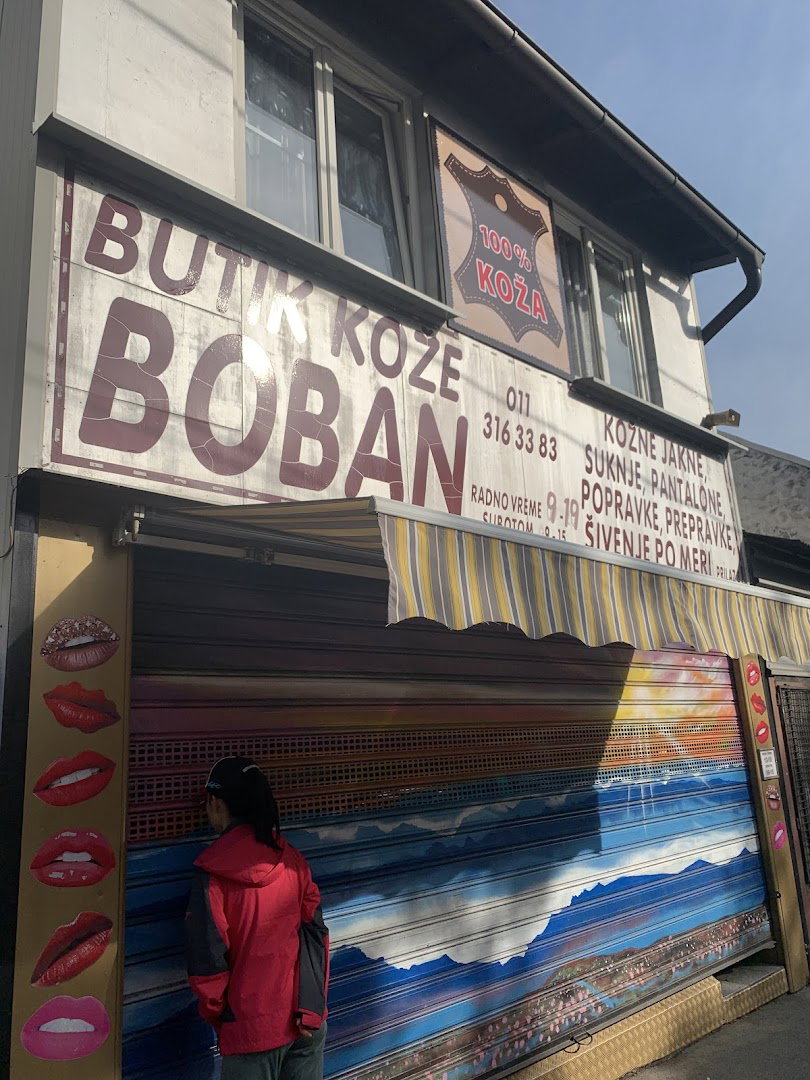 100%
KOŽA
BUTIK KOŽE
BOBAN
011
316 33 83
RADNO VREME 9-19
SUBOTOM 8-15
KOŽNE JAKNE,
SUKNJE, PANTALONE,
POPRAVKE, PREPRAVKE,
ŠIVENJE PO MERI